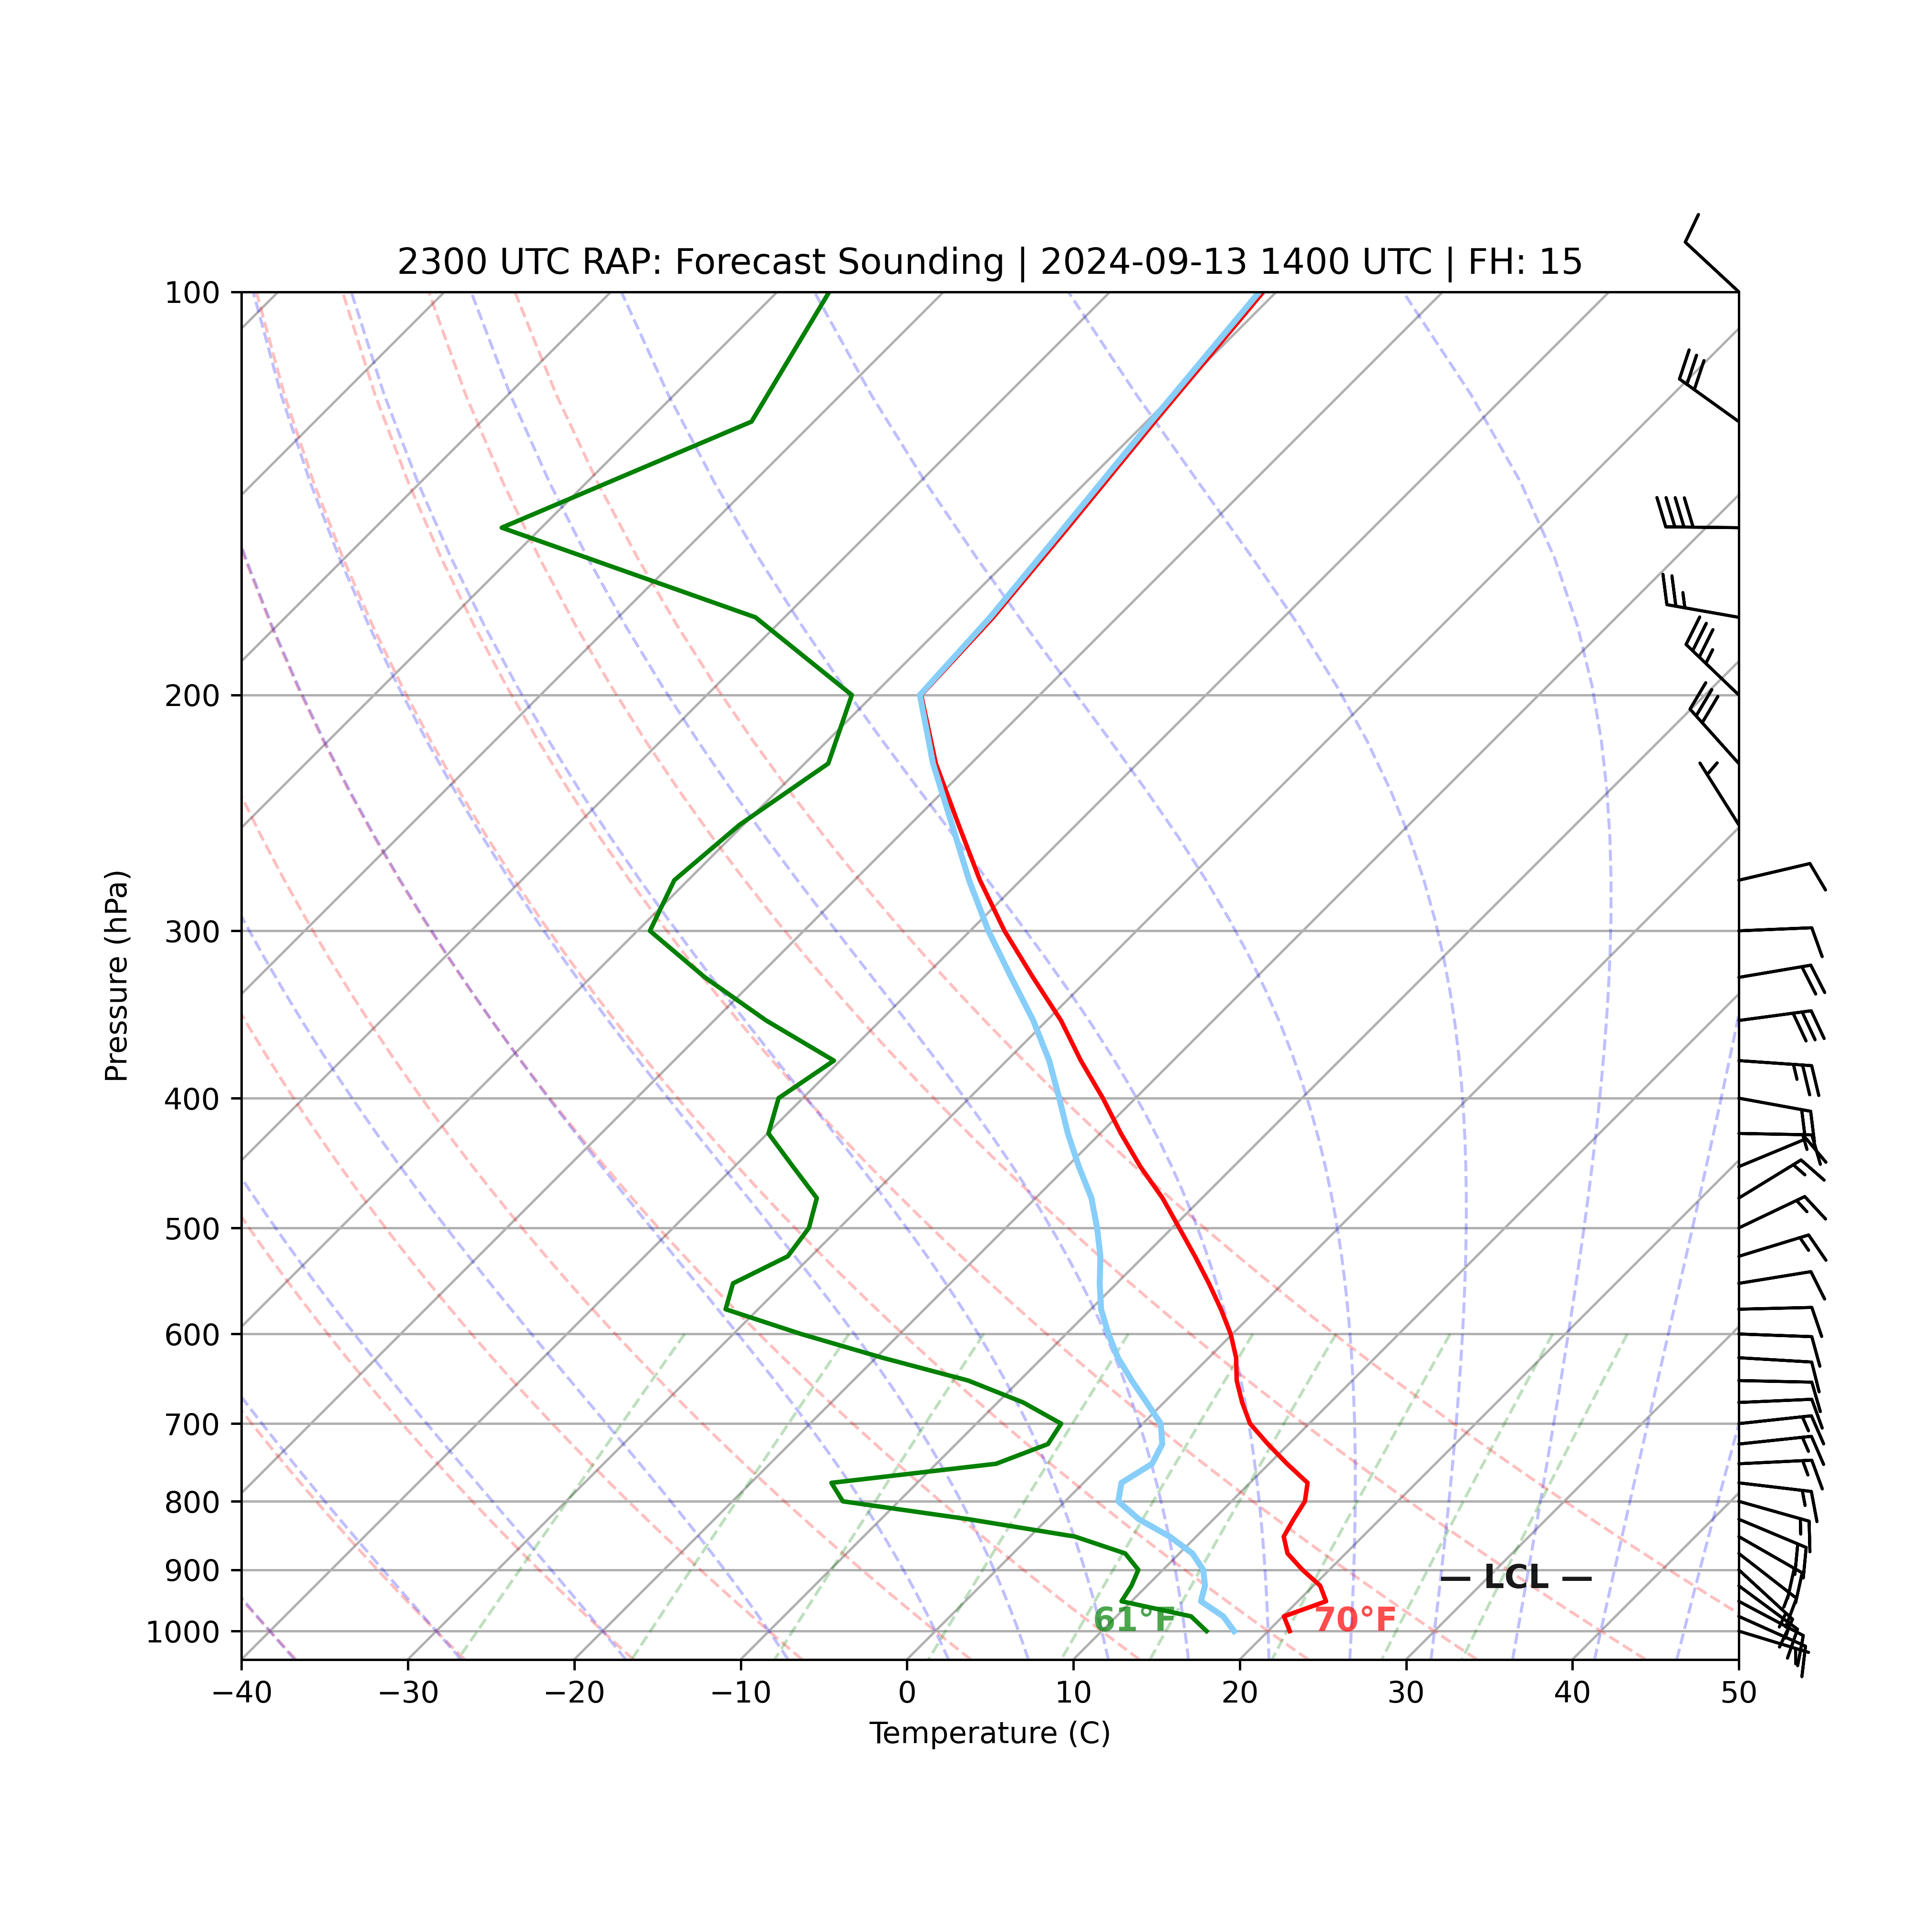 2300 UTC RAP: Forecast Sounding | 2024-09-13 1400 UTC | FH: 15
100
200
300
400
500
600
700
800
900
1000
Pressure (hPa)
— LCL —
61°F
70°F
−40 −30 −20 −10 0 10 20 30 40 50
Temperature (C)